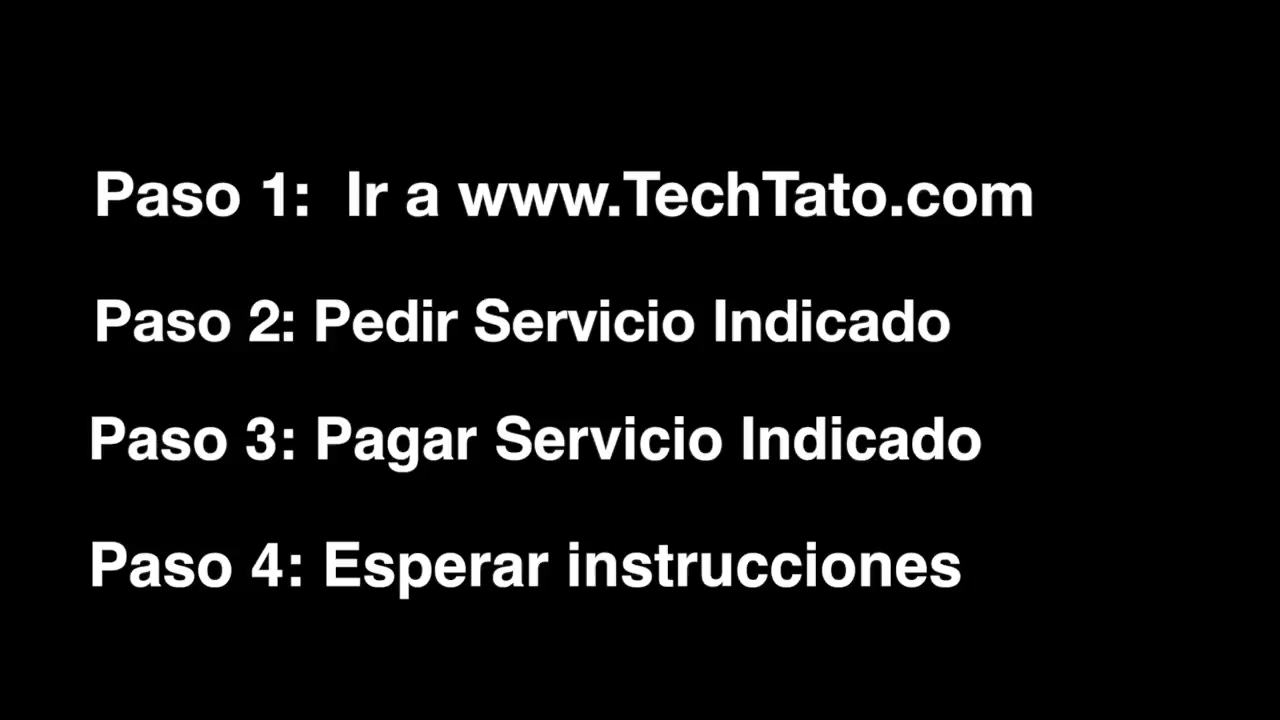 Paso 1:  Ir a www.TechTato.com
Paso 2: Pedir Servicio Indicado
Paso 3: Pagar Servicio Indicado
Paso 4: Esperar instrucciones